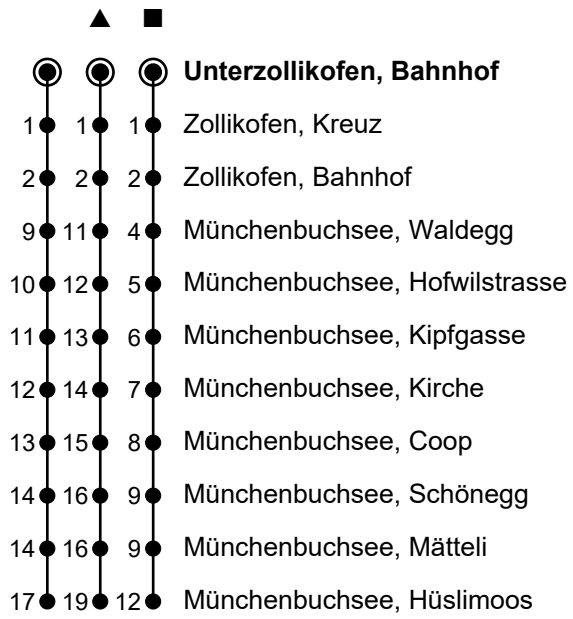 ▲ ■
Unterzollikofen, Bahnhof
1 1 1 Zollikofen, Kreuz
2 2 2 Zollikofen, Bahnhof
9 11 4 Münchenbuchsee, Waldegg
10 12 5 Münchenbuchsee, Hofwilstrasse
11 13 6 Münchenbuchsee, Kipfgasse
12 14 7 Münchenbuchsee, Kirche
13 15 8 Münchenbuchsee, Coop
14 16 9 Münchenbuchsee, Schönegg
14 16 9 Münchenbuchsee, Mätteli
17 19 12 Münchenbuchsee, Hüslimoos